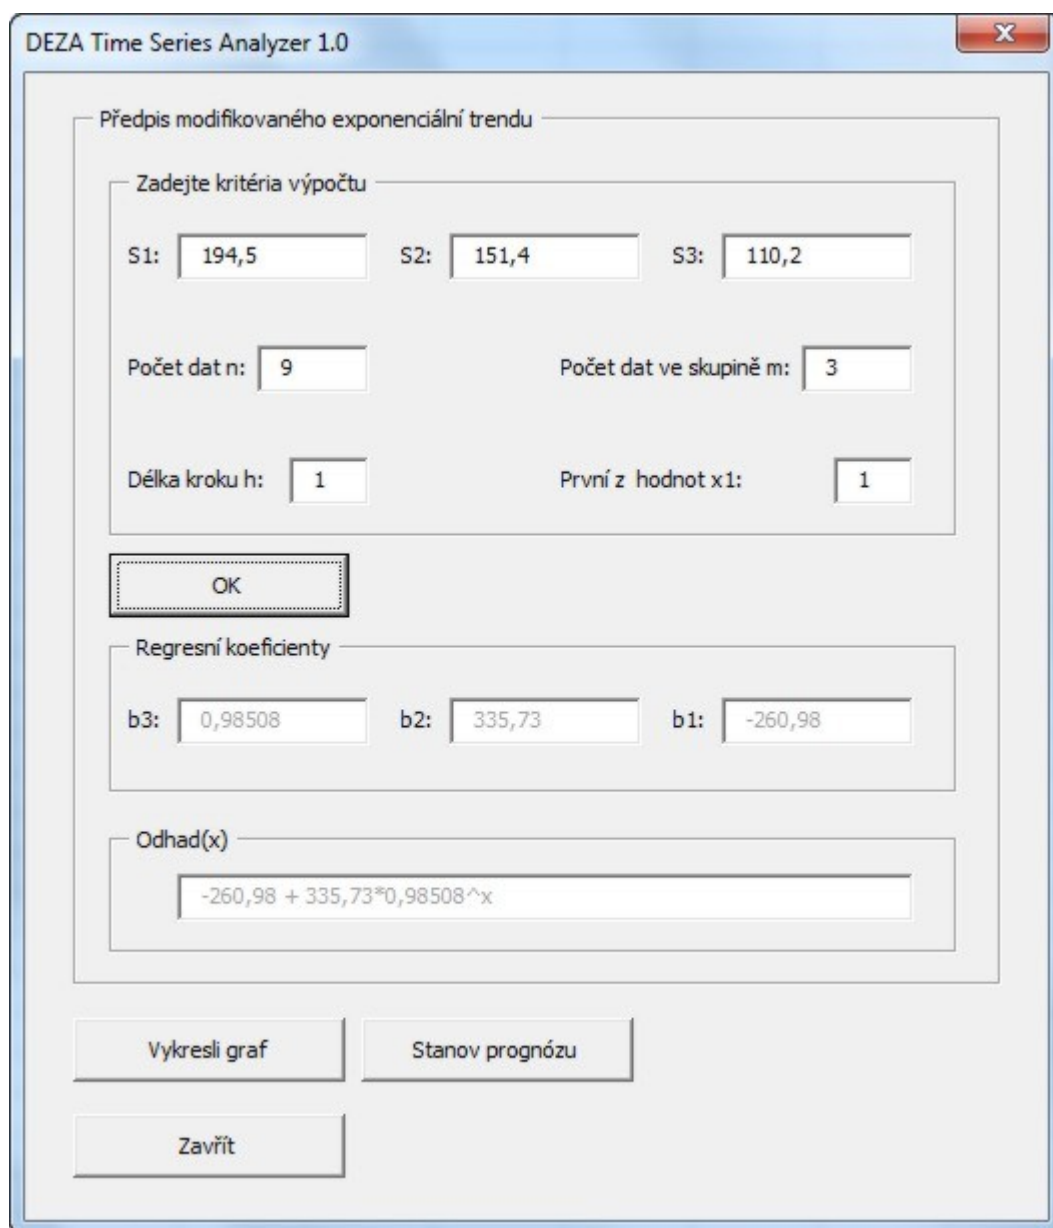 DEZA Time Series Analyzer 1.0
Předpis modifikovaného exponenciální trendu
Zadejte kritéria výpočtu
S1: 194,5 S2: 151,4 S3: 110,2
Počet dat n: 9 Počet dat ve skupině m: 3
Délka kroku h: 1 První z hodnot x1: 1
OK
Regresní koeficienty
b3: 0,98508 b2: 335,73 b1: -260,98
Odhad(x)
-260,98 + 335,73*0,98508^x
Vykresli graf Stanov prognózu
Zavřít